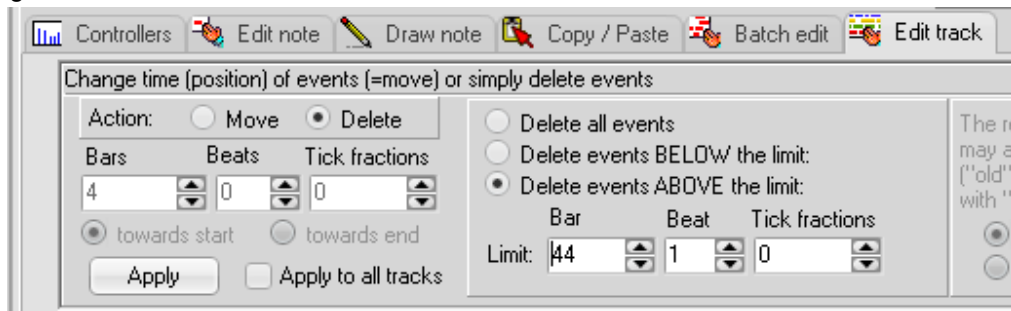 Controllers Edit note Draw note Copy / Paste Batch edit Edit track
Change time (position) of events (=move) or simply delete events
Action: Move Delete
Bars Beats Tick fractions
4 0 0
towards start towards end
Apply Apply to all tracks
Delete all events
Delete events BELOW the limit:
Delete events ABOVE the limit:
Bar Beat Tick fractions
Limit: 44 1 0
The
may
("old"
with